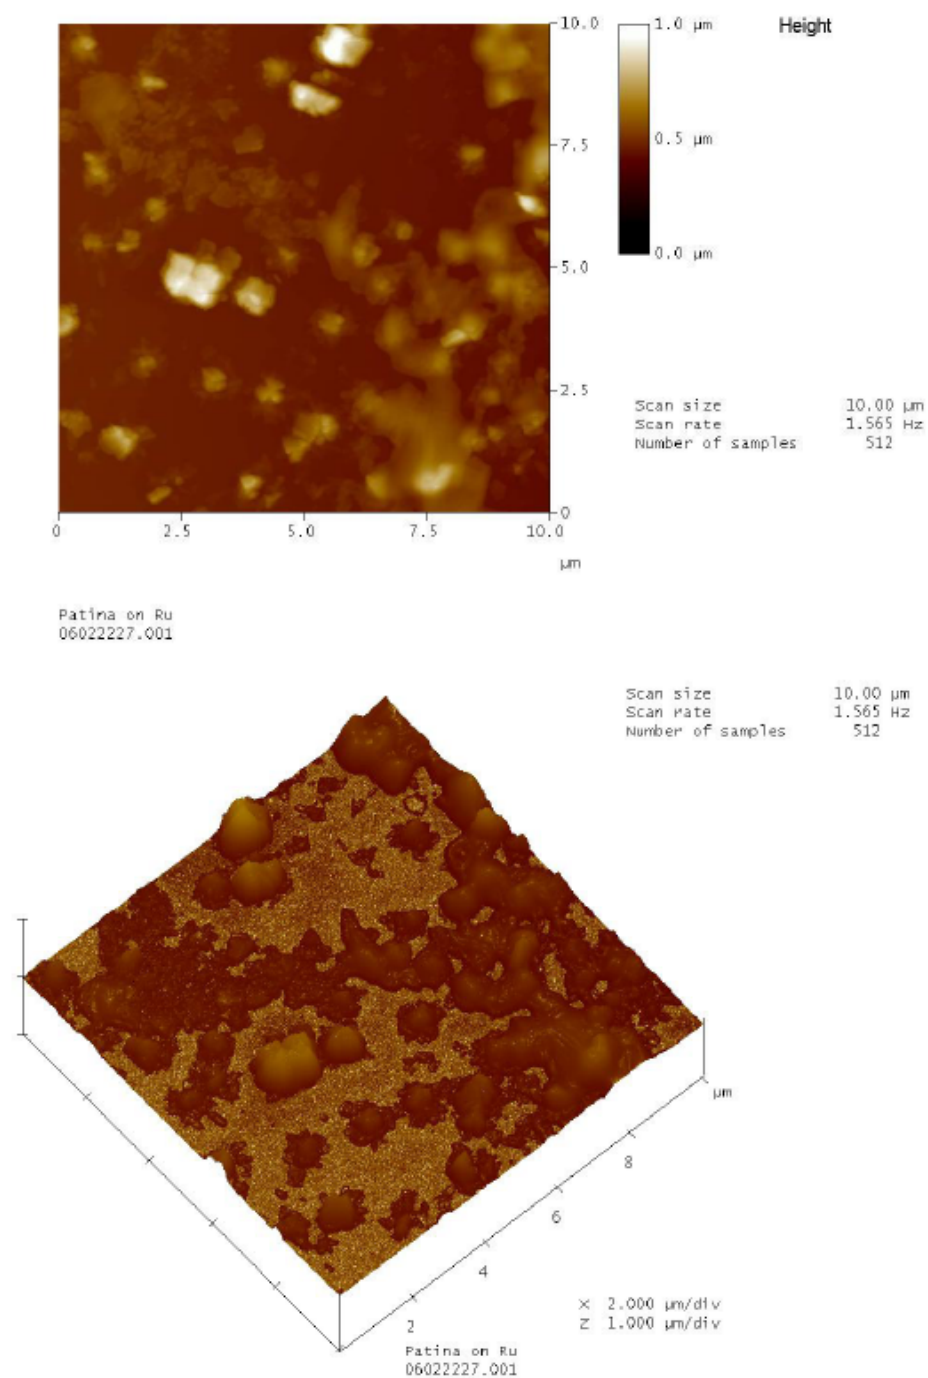 10.0
1.0 µm
Height
7.5
0.5 µm
5.0
0.0 µm
2.5
Scan size 10.00 µm
Scan rate 1.565 Hz
Number of samples 512
0
0 2.5 5.0 7.5 10.0
µm
Patina on Ru
06022227.001
Scan size 10.00 µm
Scan rate 1.565 Hz
Number of samples 512
µm
8
6
4
2
X 2.000 µm/div
Z 1.000 µm/div
Patina on Ru
06022227.001